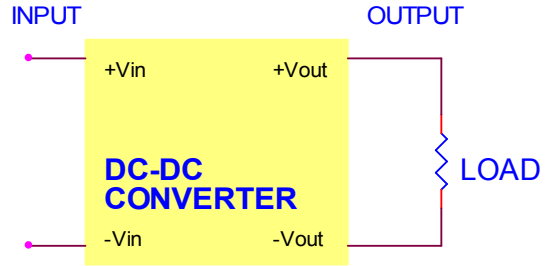 INPUT
OUTPUT
+Vin
+Vout
DC-DC
CONVERTER
LOAD
-Vin
-Vout